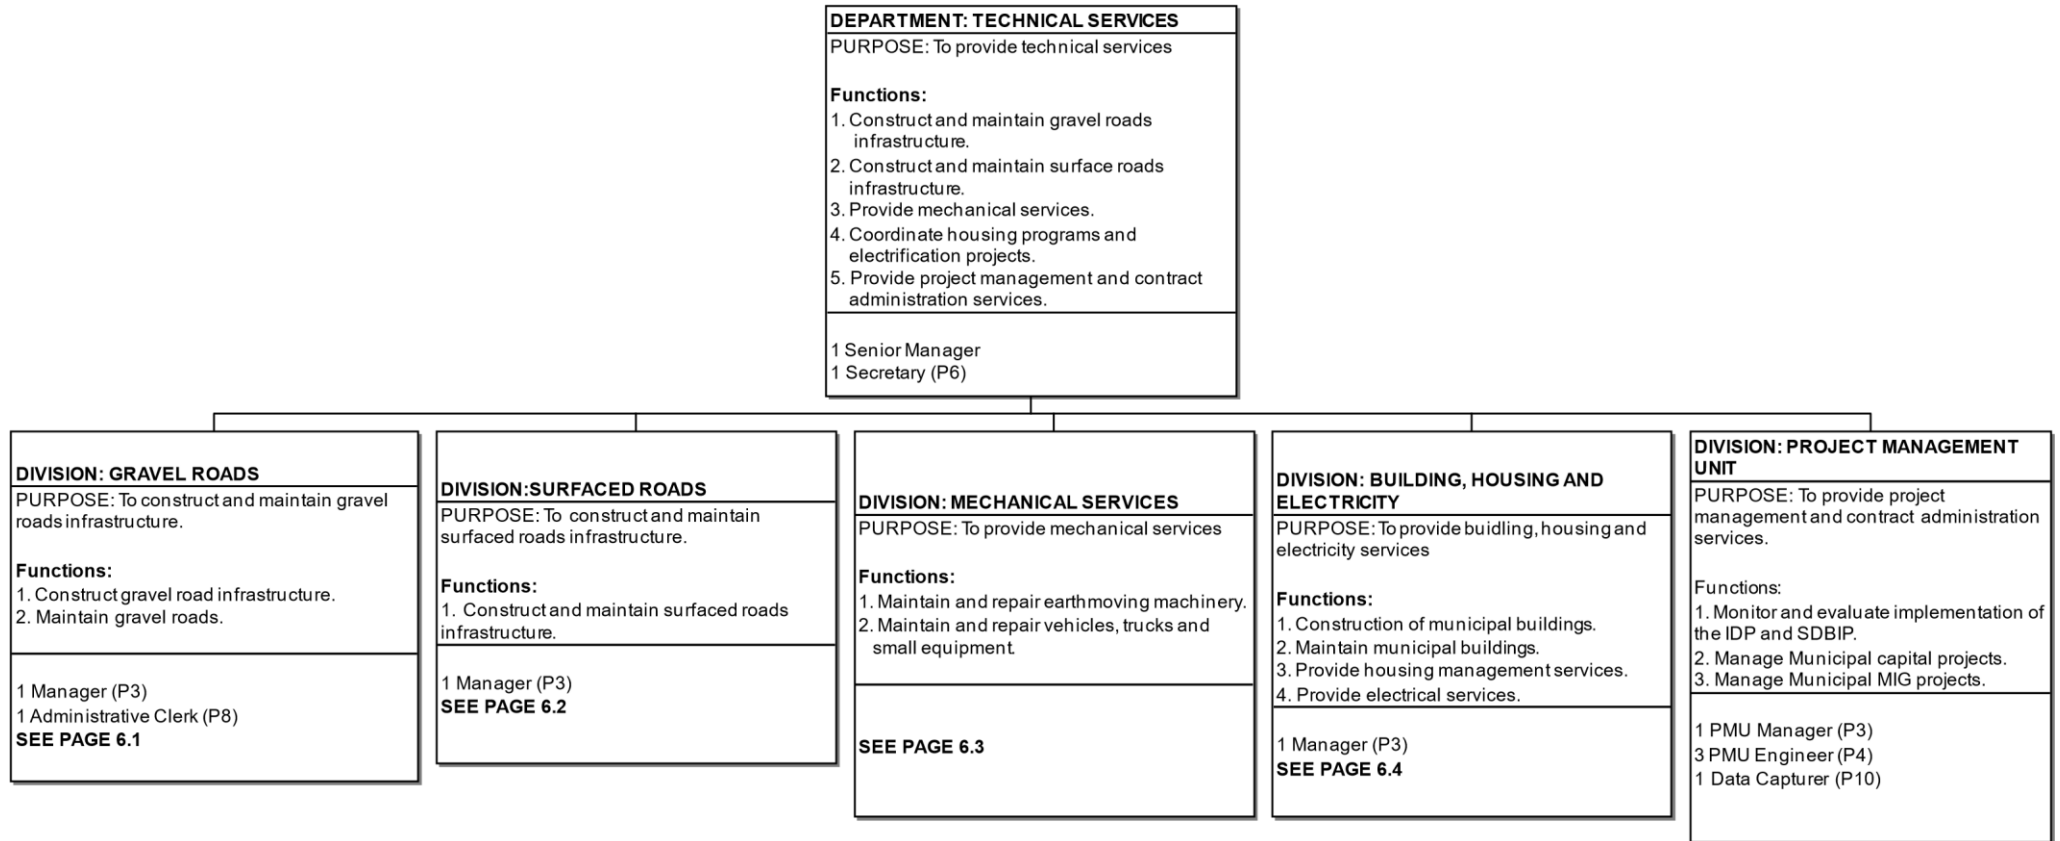 DEPARTMENT: TECHNICAL SERVICES
PURPOSE: To provide technical services
Functions:
1. Construct and maintain gravel roads
infrastructure.
2. Construct and maintain surface roads
infrastructure.
3. Provide mechanical services.
4. Coordinate housing programs and
electrification projects.
5. Provide project management and contract
administration services.
1 Senior Manager
1 Secretary (P6)
DIVISION: GRAVEL ROADS
PURPOSE: To construct and maintain gravel
roads infrastructure.
Functions:
1. Construct gravel road infrastructure.
2. Maintain gravel roads.
1 Manager (P3)
1 Administrative Clerk (P8)
SEE PAGE 6.1
DIVISION:SURFACED ROADS
PURPOSE: To construct and maintain
surfaced roads infrastructure.
Functions:
1. Construct and maintain surfaced roads
infrastructure.
1 Manager (P3)
SEE PAGE 6.2
DIVISION: MECHANICAL SERVICES
PURPOSE: To provide mechanical services
Functions:
1. Maintain and repair earthmoving machinery.
2. Maintain and repair vehicles, trucks and
small equipment.
SEE PAGE 6.3
DIVISION: BUILDING, HOUSING AND
ELECTRICITY
PURPOSE: To provide buidling, housing and
electricity services
Functions:
1. Construction of municipal buildings.
2. Maintain municipal buildings.
3. Provide housing management services.
4. Provide electrical services.
1 Manager (P3)
SEE PAGE 6.4
DIVISION: PROJECT MANAGEMENT
UNIT
PURPOSE: To provide project
management and contract administration
services.
Functions:
1. Monitor and evaluate implementation of
the IDP and SDBIP.
2. Manage Municipal capital projects.
3. Manage Municipal MIG projects.
1 PMU Manager (P3)
3 PMU Engineer (P4)
1 Data Capturer (P10)